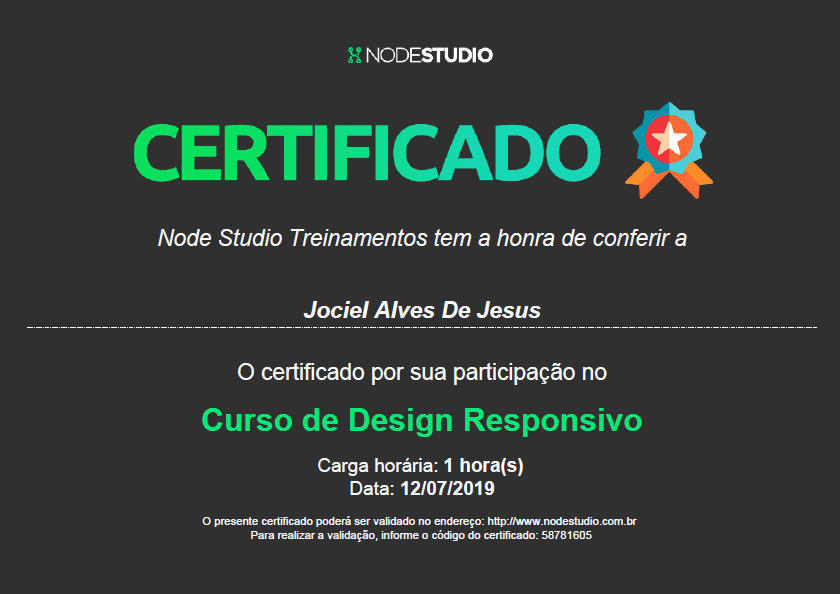 NODESTUDIO
CERTIFICADO
Node Studio Treinamentos tem a honra de conferir a
Jociel Alves De Jesus
O certificado por sua participação no
Curso de Design Responsivo
Carga horária: 1 hora(s)
Data: 12/07/2019
O presente certificado poderá ser validado no endereço: http://www.nodestudio.com.br
Para realizar a validação, informe o código do certificado: 58781605